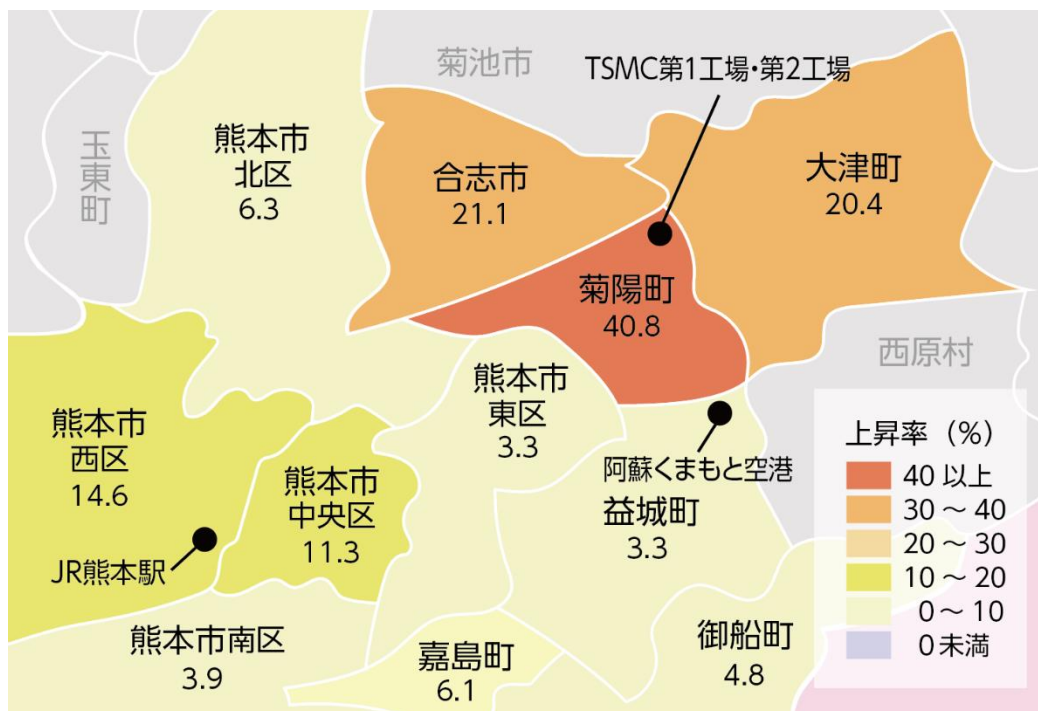 菊池市
TSMC第1工場・第2工場
玉東町
熊本市
北区
6.3
合志市
21.1
大津町
20.4
菊陽町
40.8
西原村
熊本市
東区
3.3
熊本市
西区
14.6
熊本市
中央区
11.3
阿蘇くまもと空港
益城町
3.3
JR熊本駅
熊本市南区
3.9
嘉島町
6.1
御船町
4.8
上昇率（%）
40 以上
30 ～ 40
20 ～ 30
10 ～ 20
0 ～ 10
0 未満